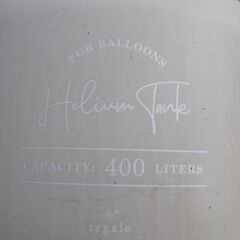 FOR BALLOONS
Helium Tank
CAPACITY: 400 LITERS
regalo